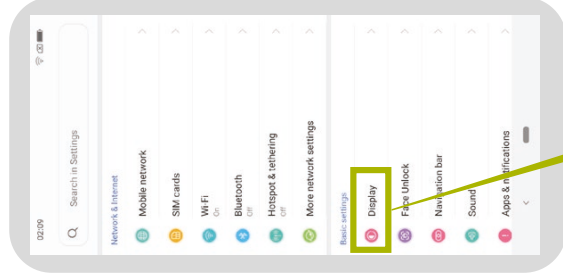 02:09
Search in Settings
Network & Internet
Mobile network
SIM cards
Wi-Fi
On
Bluetooth
Off
Hotspot & tethering
Off
More network settings
Basic settings
Display
Face Unlock
Navigation bar
Sound
Apps & notifications